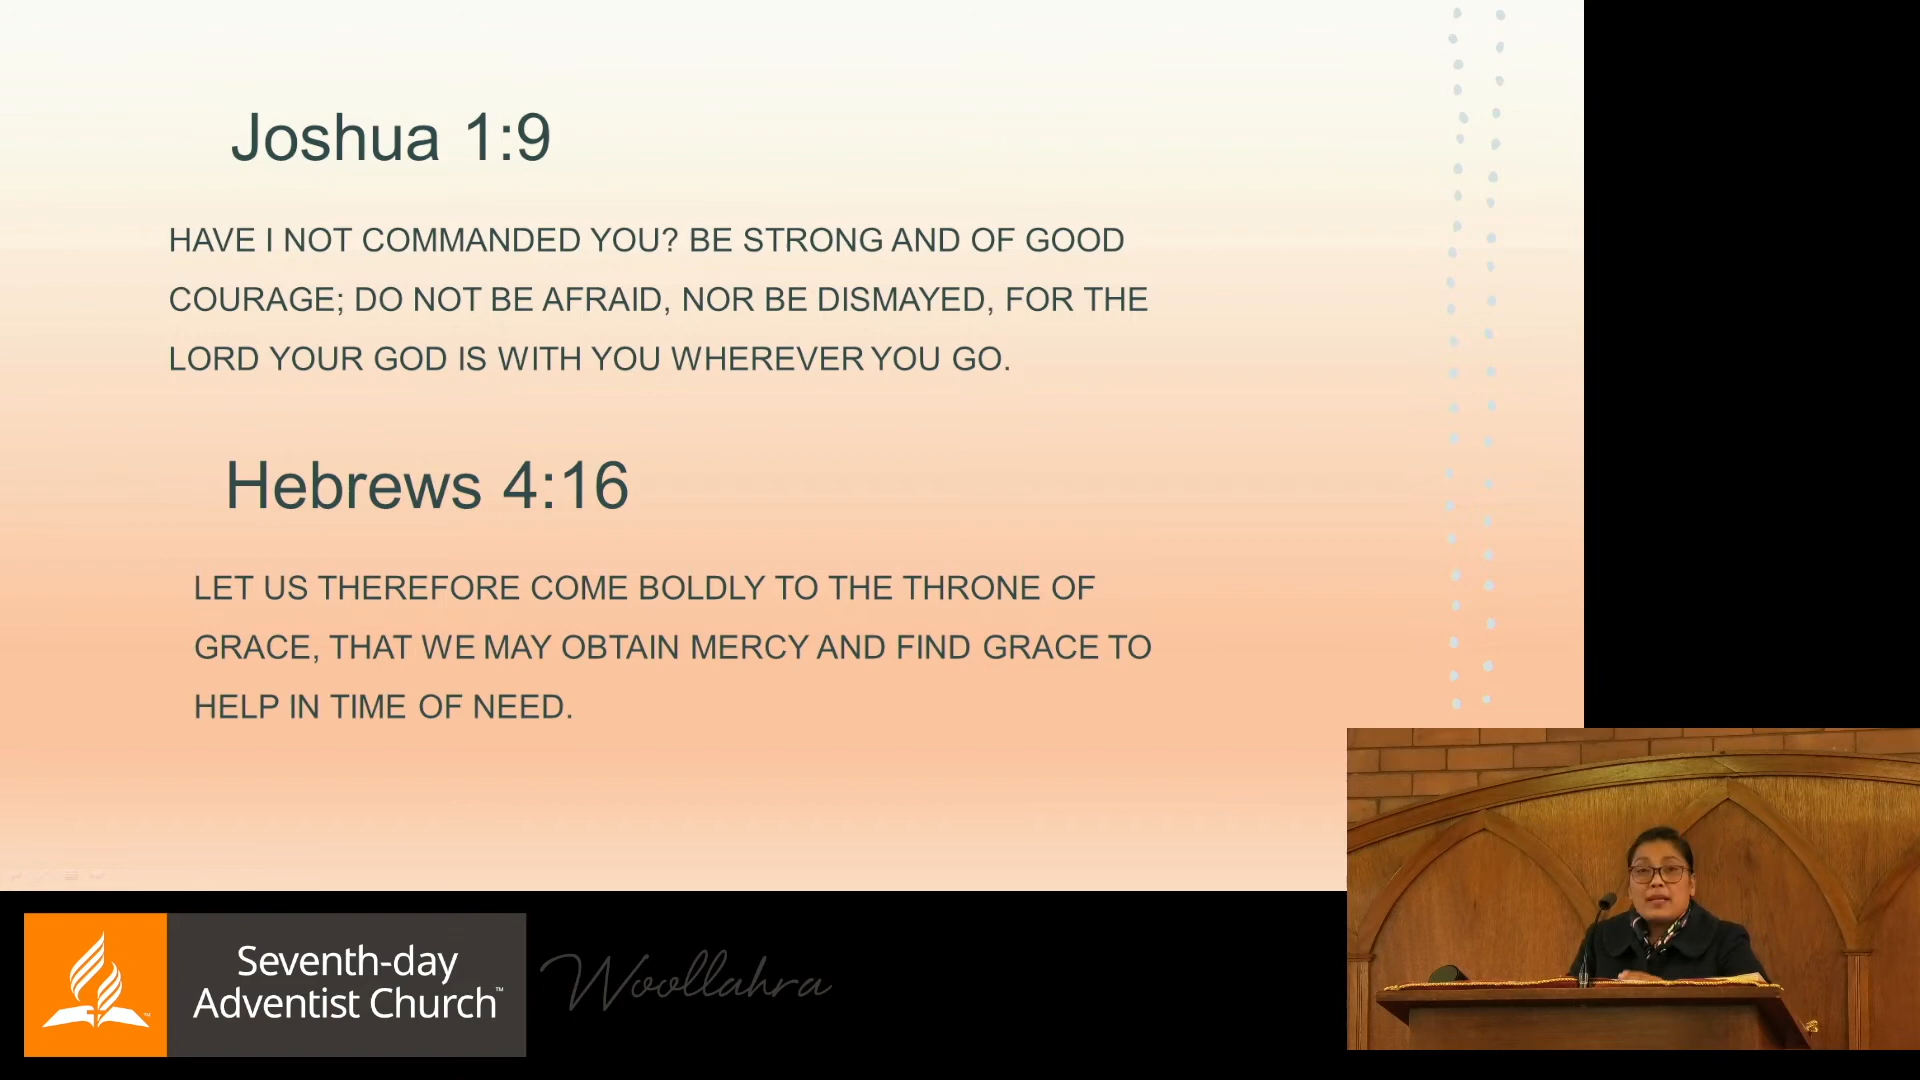 Joshua 1:9
HAVE I NOT COMMANDED YOU? BE STRONG AND OF GOOD
COURAGE; DO NOT BE AFRAID, NOR BE DISMAYED, FOR THE
LORD YOUR GOD IS WITH YOU WHEREVER YOU GO.
Hebrews 4:16
LET US THEREFORE COME BOLDLY TO THE THRONE OF
GRACE, THAT WE MAY OBTAIN MERCY AND FIND GRACE TO
HELP IN TIME OF NEED.
Seventh-day
Adventist Church™
Woollahra